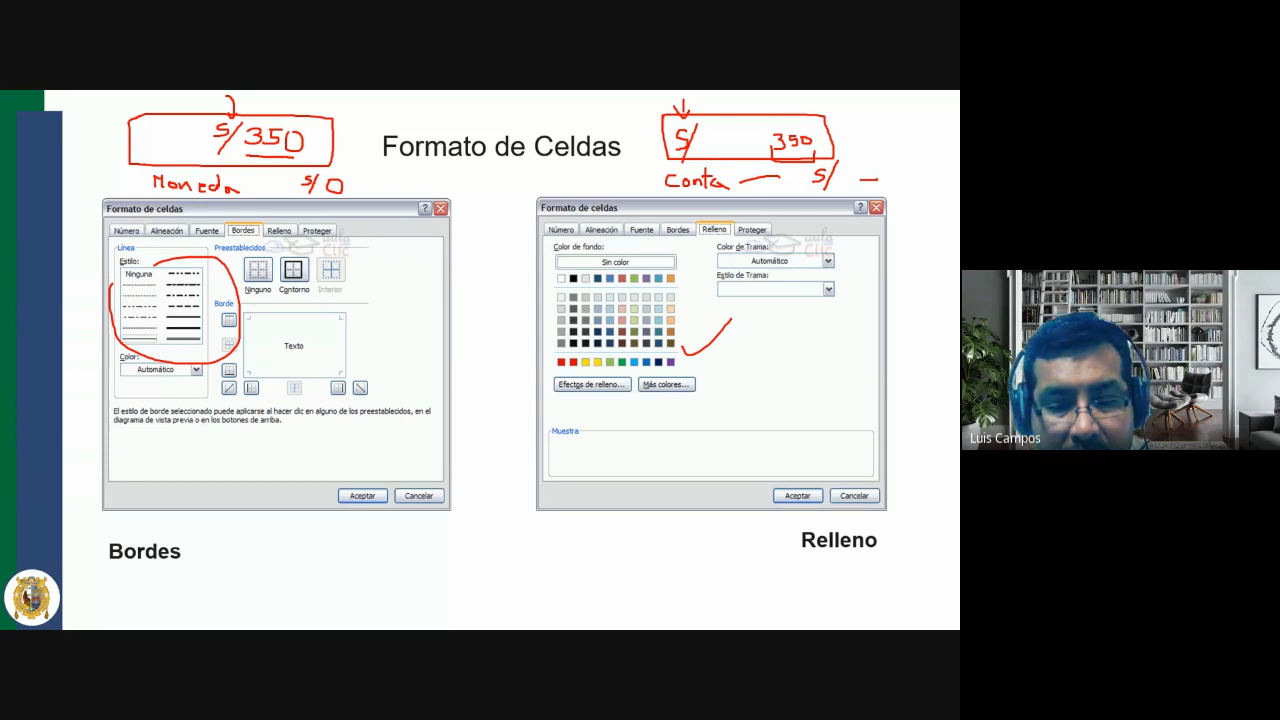 S/350
Formato de Celdas
S/ 350
Moneda S/0
Conta S/ —
Formato de celdas
Número Alineación Fuente Bordes Relleno Proteger
Línea
Preestablecidos
Estilo:
Ninguna
Ninguno Contorno Interior
Borde
Texto
Color:
Automático
El estilo de borde seleccionado puede aplicarse al hacer clic en alguno de los preestablecidos, en el
diagrama de vista previa o en los botones de arriba.
Aceptar Cancelar
Bordes
Formato de celdas
Número Alineación Fuente Bordes Relleno Proteger
Color de fondo:
Sin color
Color de Trama:
Automático
Estilo de Trama:
Efectos de relleno... Más colores...
Muestra
Aceptar Cancelar
Relleno
aula
Clic
aula
Clic
Luis Campos